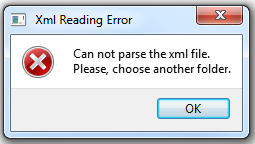 Xml Reading Error
Can not parse the xml file.
Please, choose another folder.
OK